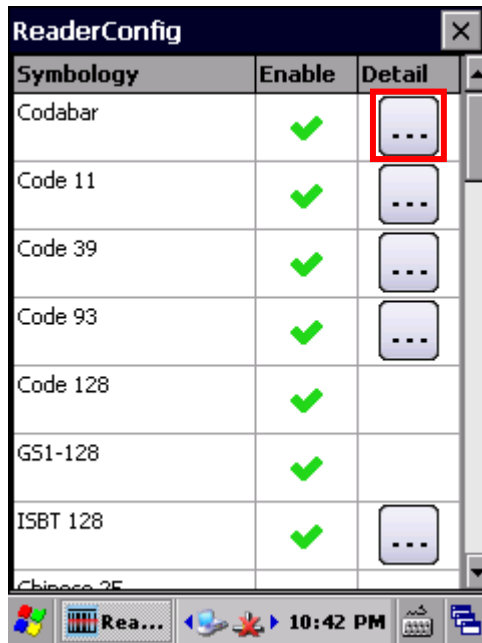 ReaderConfig
Symbology Enable Detail
Codabar ...
Code 11 ...
Code 39 ...
Code 93 ...
Code 128
GS1-128
ISBT 128 ...
Rea... 10:42 PM